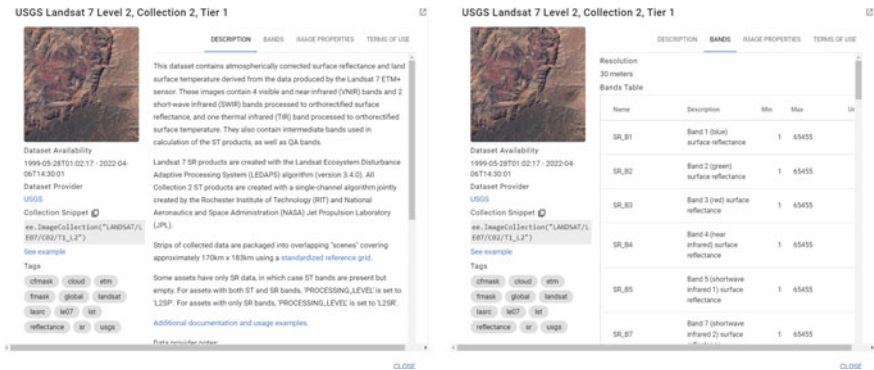 USGS Landsat 7 Level 2, Collection 2, Tier 1
DESCRIPTION BANDS IMAGE PROPERTIES TERMS OF USE
This dataset contains atmospherically corrected surface reflectance and land
surface temperature derived from the data produced by the Landsat 7 ETM+
sensor. These images contain 4 visible and near-infrared (VNIR) bands and 2
short-wave infrared (SWIR) bands processed to orthorectified surface
reflectance, and one thermal infrared (TIR) band processed to orthorectified
surface temperature. They also contain intermediate bands used in
calculation of the ST products, as well as QA bands.
Landsat 7 SR products are created with the Landsat Ecosystem Disturbance
Adaptive Processing System (LEDAPS) algorithm (version 3.4.0). All
Collection 2 ST products are created with a single-channel algorithm jointly
created by the Rochester Institute of Technology (RIT) and National
Aeronautics and Space Administration (NASA) Jet Propulsion Laboratory
(JPL).
Strips of collected data are packaged into overlapping "scenes" covering
approximately 170km x 183km using a standardized reference grid.
Some assets have only SR data, in which case ST bands are present but
empty. For assets with both ST and SR bands, 'PROCESSING_LEVEL' is set to
'L2SP'. For assets with only SR bands, 'PROCESSING_LEVEL' is set to 'L2SR'.
Additional documentation and usage examples.
Data provider notes:
Dataset Availability
1999-05-28T01:02:17 - 2022-04-
06T14:30:01
Dataset Provider
USGS
Collection Snippet
ee.ImageCollection("LANDSAT/L
E07/C02/T1_L2")
See example
Tags
cfmask cloud etm
fmask global landsat
lasrc le07 lst
reflectance sr usgs
CLOSE
USGS Landsat 7 Level 2, Collection 2, Tier 1
DESCRIPTION BANDS IMAGE PROPERTIES TERMS OF USE
Resolution
30 meters
Bands Table
Name Description Min Max
SR_B1 Band 1 (blue)
surface reflectance 1 65455
SR_B2 Band 2 (green)
surface reflectance 1 65455
SR_B3 Band 3 (red) surface
reflectance 1 65455
SR_B4 Band 4 (near
infrared) surface
reflectance 1 65455
SR_B5 Band 5 (shortwave
infrared 1) surface
reflectance 1 65455
SR_B7 Band 7 (shortwave
infrared 2) surface 1 65455
Dataset Availability
1999-05-28T01:02:17 - 2022-04-
06T14:30:01
Dataset Provider
USGS
Collection Snippet
ee.ImageCollection("LANDSAT/L
E07/C02/T1_L2")
See example
Tags
cfmask cloud etm
fmask global landsat
lasrc le07 lst
reflectance sr usgs
CLOSE